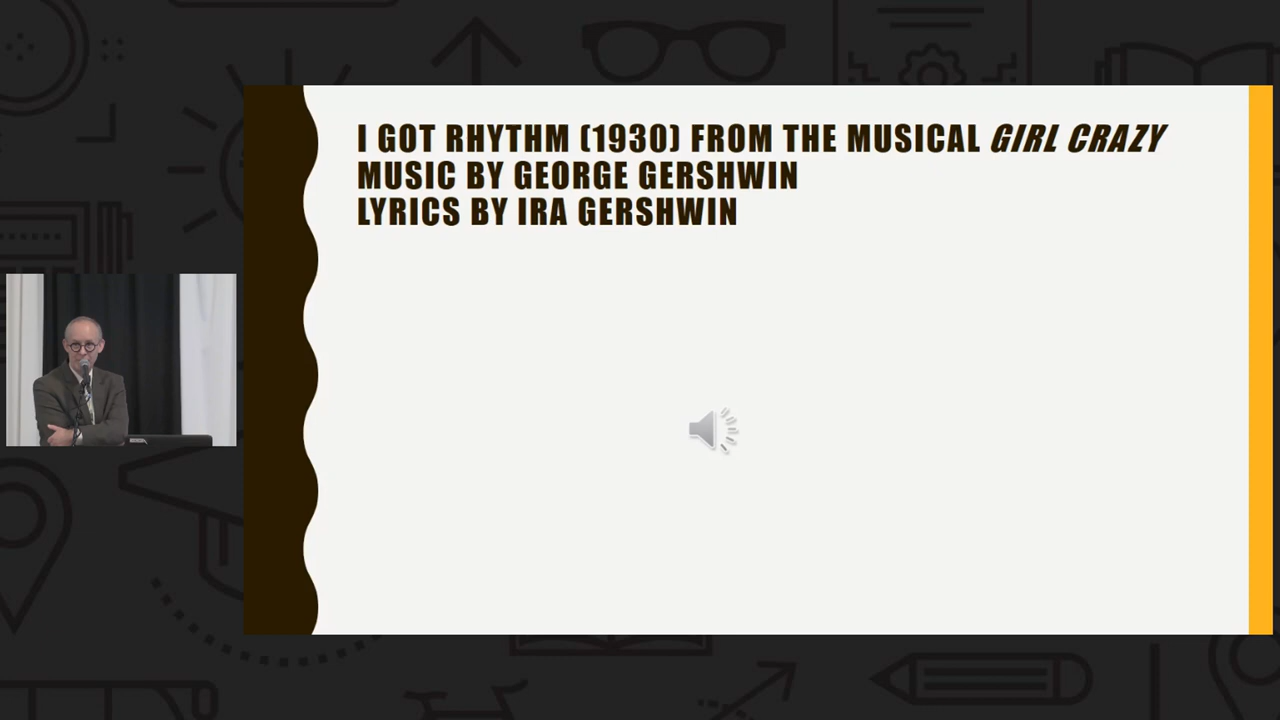 I GOT RHYTHM (1930) FROM THE MUSICAL GIRL CRAZY
MUSIC BY GEORGE GERSHWIN
LYRICS BY IRA GERSHWIN